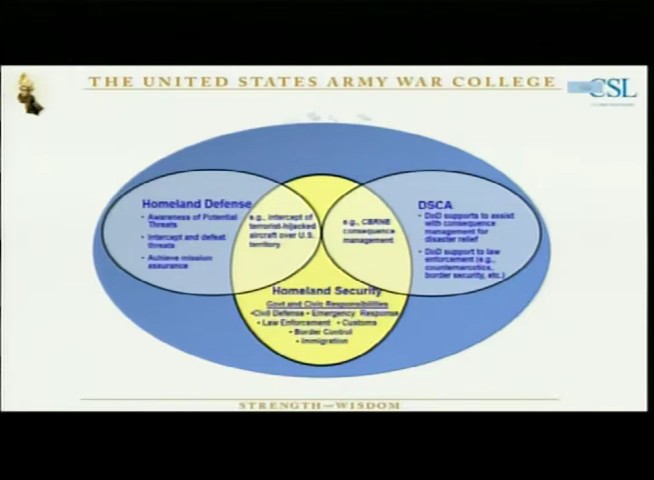 THE UNITED STATES ARMY WAR COLLEGE
CSL
Homeland Defense
• Awareness of Potential
Threats
• Intercept and defeat
threats
• Achieve mission
assurance
e.g., intercept of
terrorist-hijacked
aircraft over U.S.
territory
e.g., CBRNE
consequence
management
DSCA
• DoD supports to assist
with consequence
management for
disaster relief
• DoD support to law
enforcement (e.g.,
counternarcotics,
border security, etc.)
Homeland Security
Govt and Civic Responsibilities
•Civil Defense • Emergency Response
• Law Enforcement • Customs
• Border Control
• Immigration
STRENGTH—WISDOM